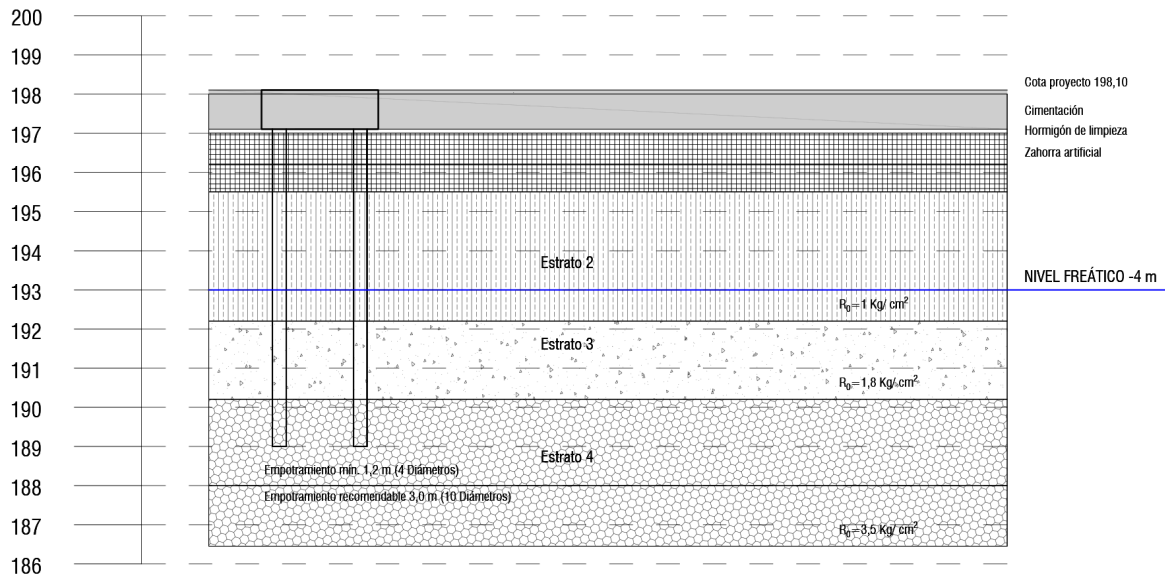 200
199
198
197
196
195
194
193
192
191
190
189
188
187
186
Cota proyecto 198,10
Cimentación
Hormigón de limpieza
Zahorra artificial
Estrato 2
NIVEL FREÁTICO -4 m
R₀=1 Kg/ cm²
Estrato 3
R₀=1,8 Kg/ cm²
Estrato 4
Empotramiento mín. 1,2 m (4 Diámetros)
Empotramiento recomendable 3,0 m (10 Diámetros)
R₀=3,5 Kg/ cm²